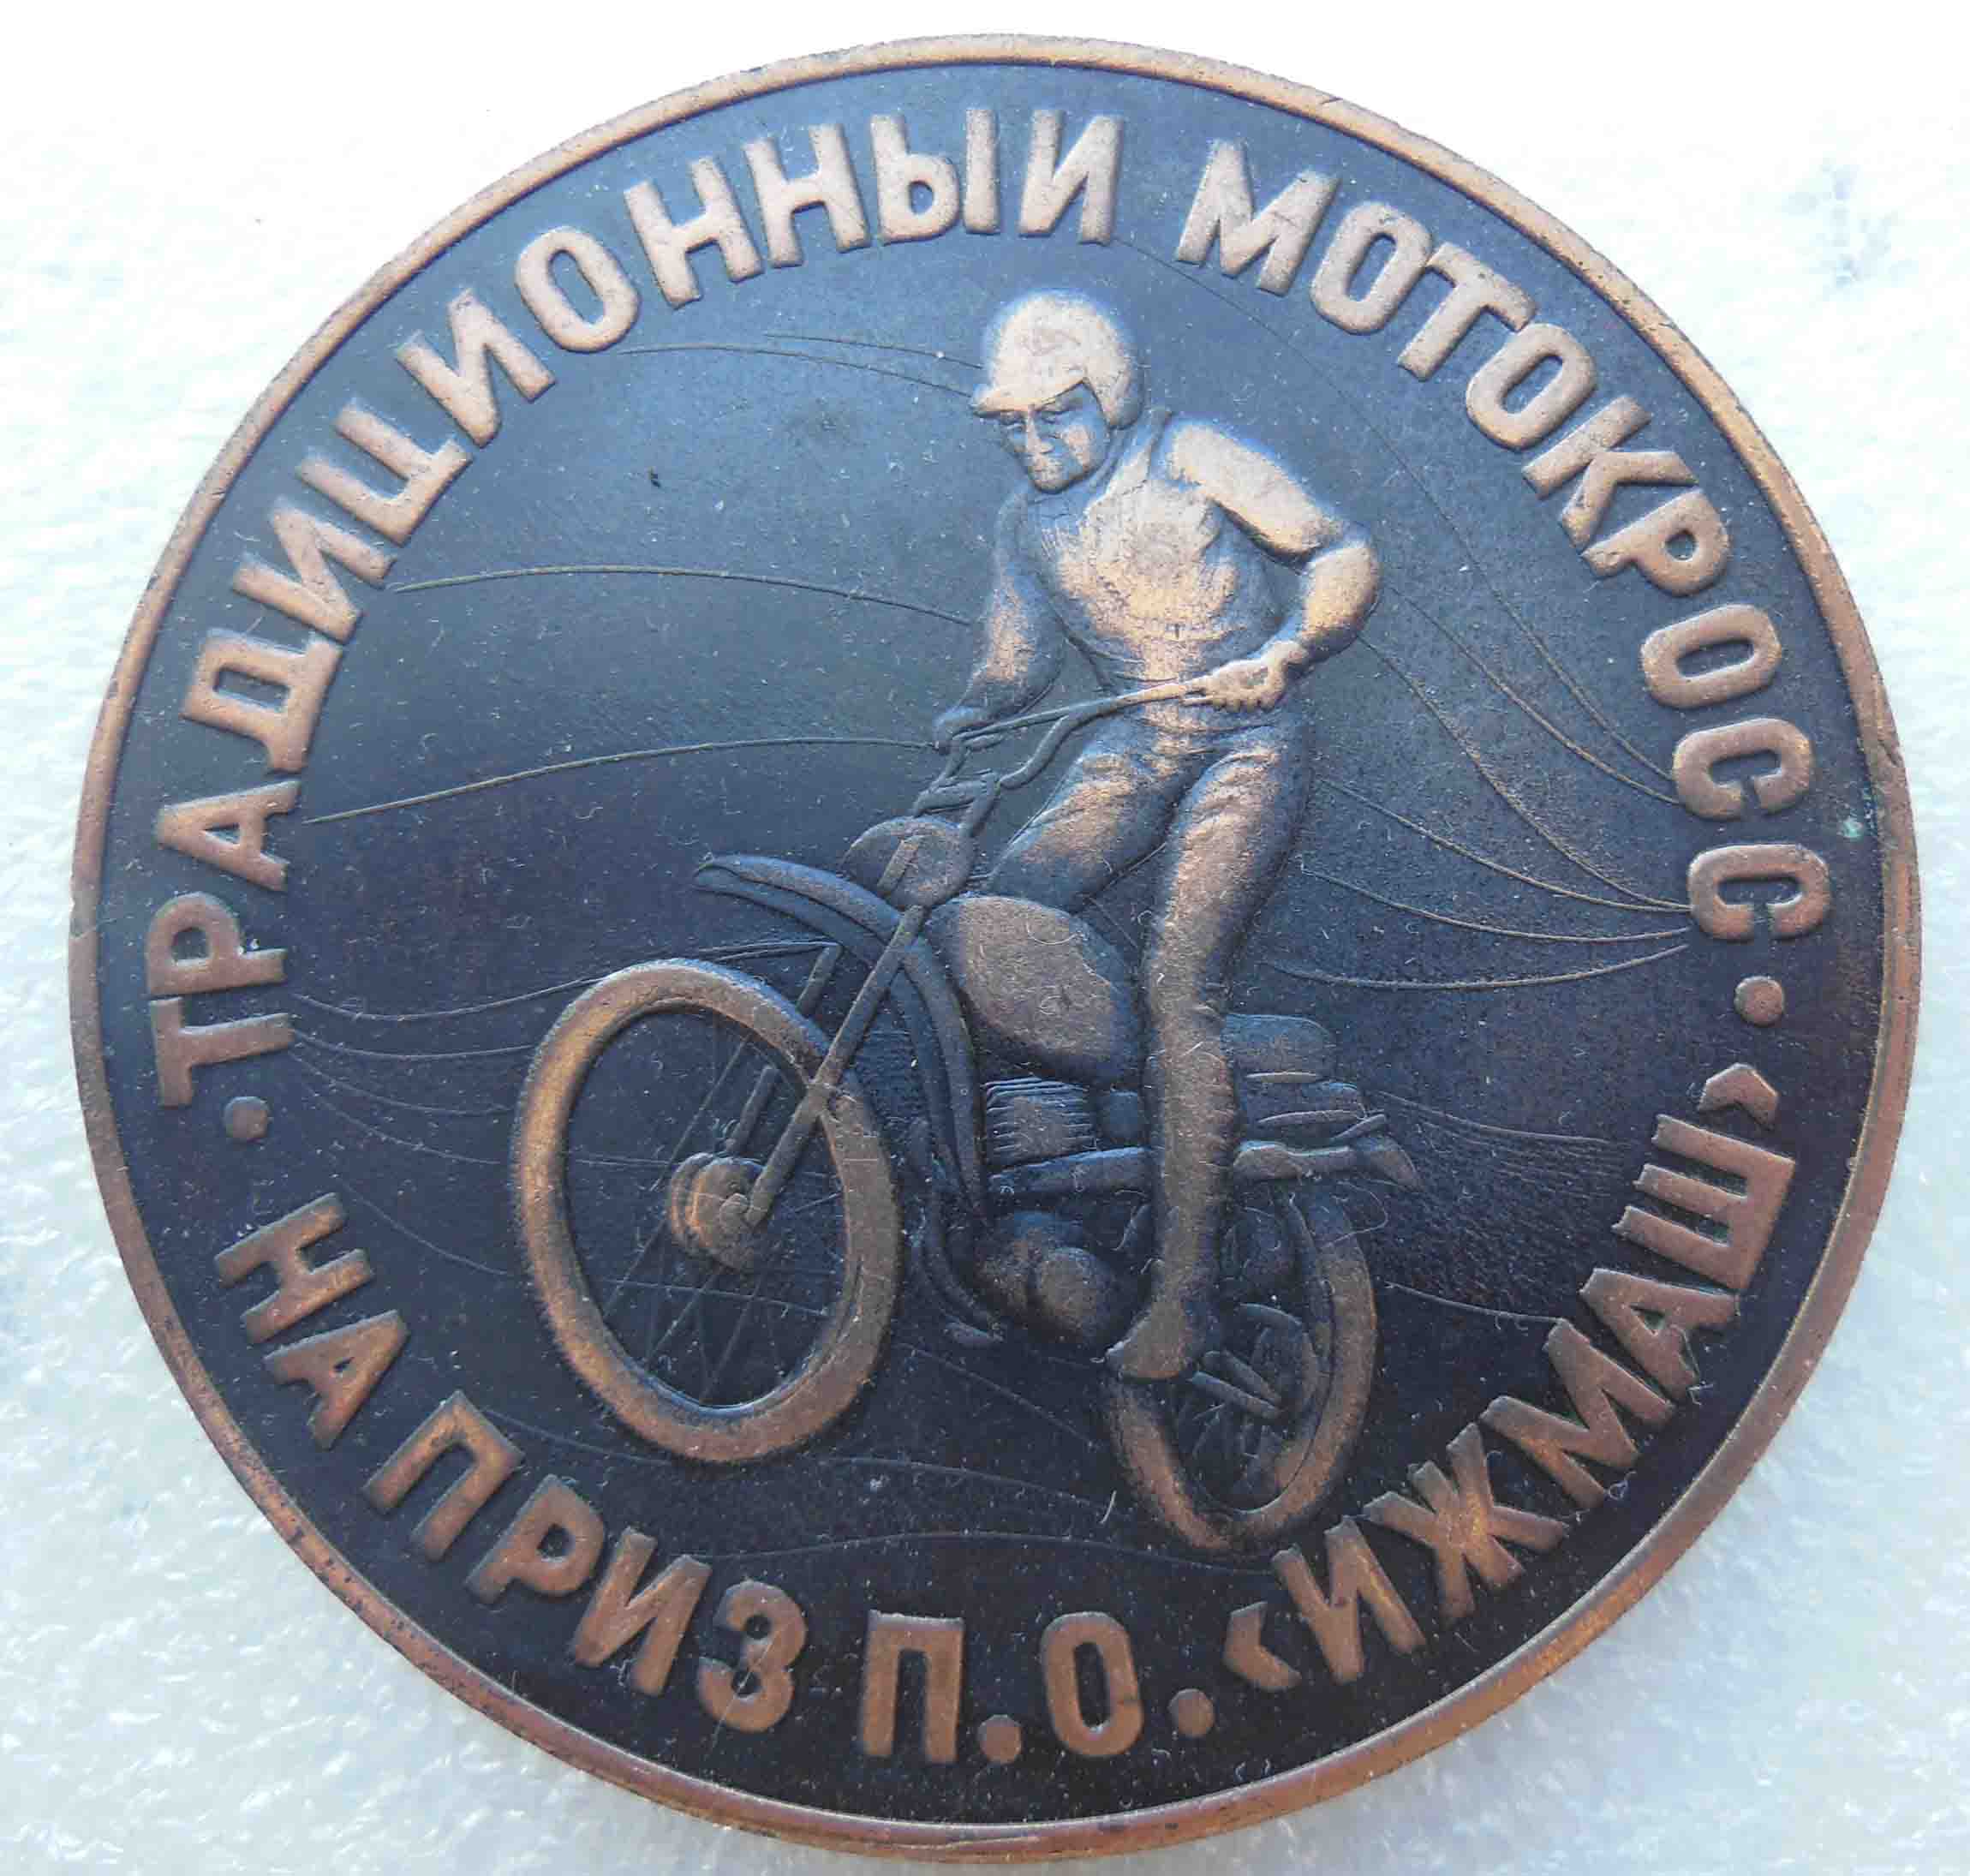 ТРАДИЦИОННЫЙ МОТОКРОСС
НА ПРИЗ П.О. «ИЖМАШ»